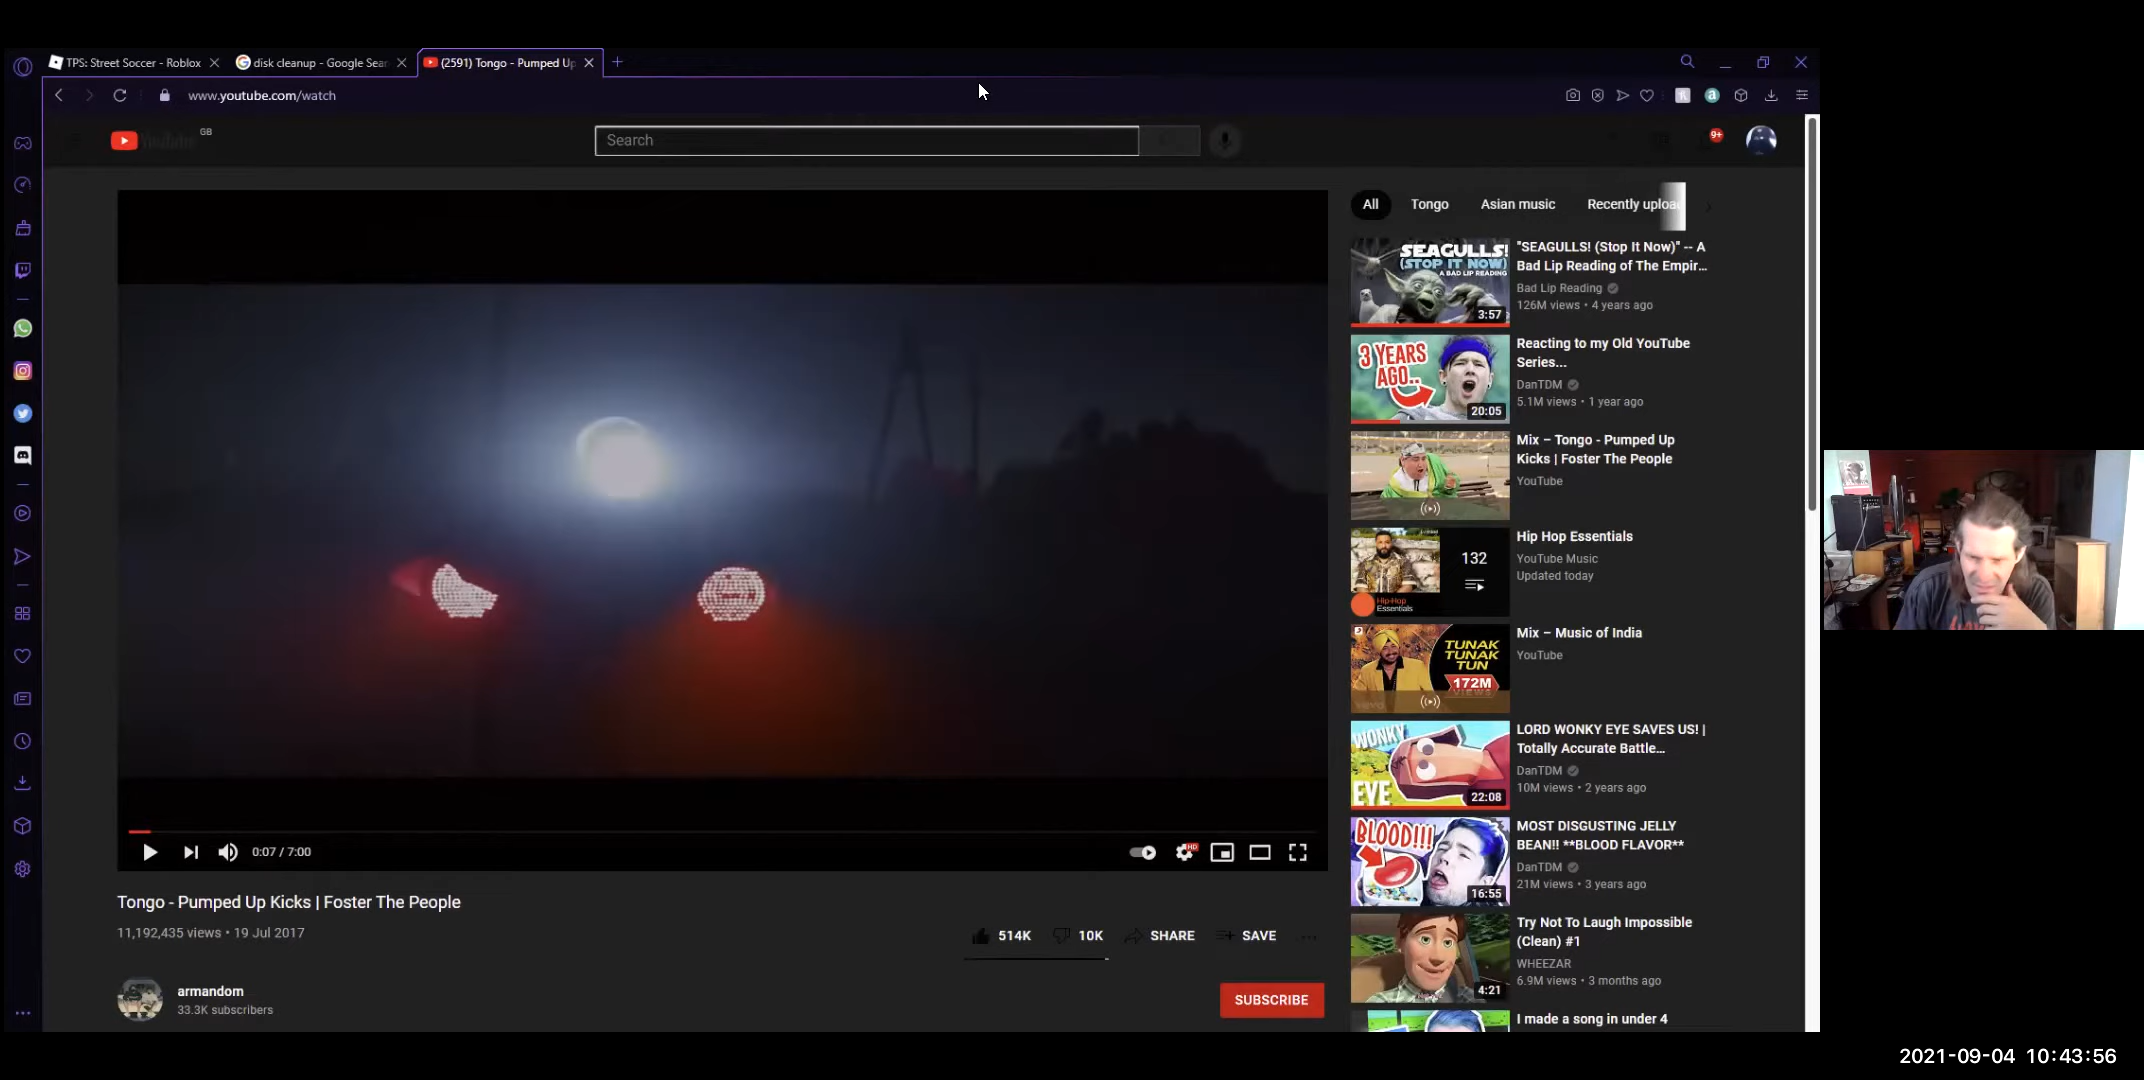 TPS: Street Soccer - Roblox
disk cleanup - Google Sear
(2591) Tongo - Pumped Up
www.youtube.com/watch
YouTube GB
Search
9+
All
Tongo
Asian music
Recently uploa
SEAGULLS!
(STOP IT NOW)
A BAD LIP READING
3:57
"SEAGULLS! (Stop It Now)" -- A
Bad Lip Reading of The Empir...
Bad Lip Reading
126M views • 4 years ago
3 YEARS
AGO..
20:05
Reacting to my Old YouTube
Series...
DanTDM
5.1M views • 1 year ago
Mix – Tongo - Pumped Up
Kicks | Foster The People
YouTube
132
Hip-Hop
Essentials
Hip Hop Essentials
YouTube Music
Updated today
TUNAK
TUNAK
TUN
172M
VIEWS
Mix – Music of India
YouTube
WONKY
EYE
22:08
LORD WONKY EYE SAVES US! |
Totally Accurate Battle...
DanTDM
10M views • 2 years ago
BLOOD!!!
16:55
MOST DISGUSTING JELLY
BEAN!! **BLOOD FLAVOR**
DanTDM
21M views • 3 years ago
4:21
Try Not To Laugh Impossible
(Clean) #1
WHEEZAR
6.9M views • 3 months ago
I made a song in under 4
0:07 / 7:00
HD
Tongo - Pumped Up Kicks | Foster The People
11,192,435 views • 19 Jul 2017
514K
10K
SHARE
SAVE
armandom
33.3K subscribers
SUBSCRIBE
2021-09-04 10:43:56